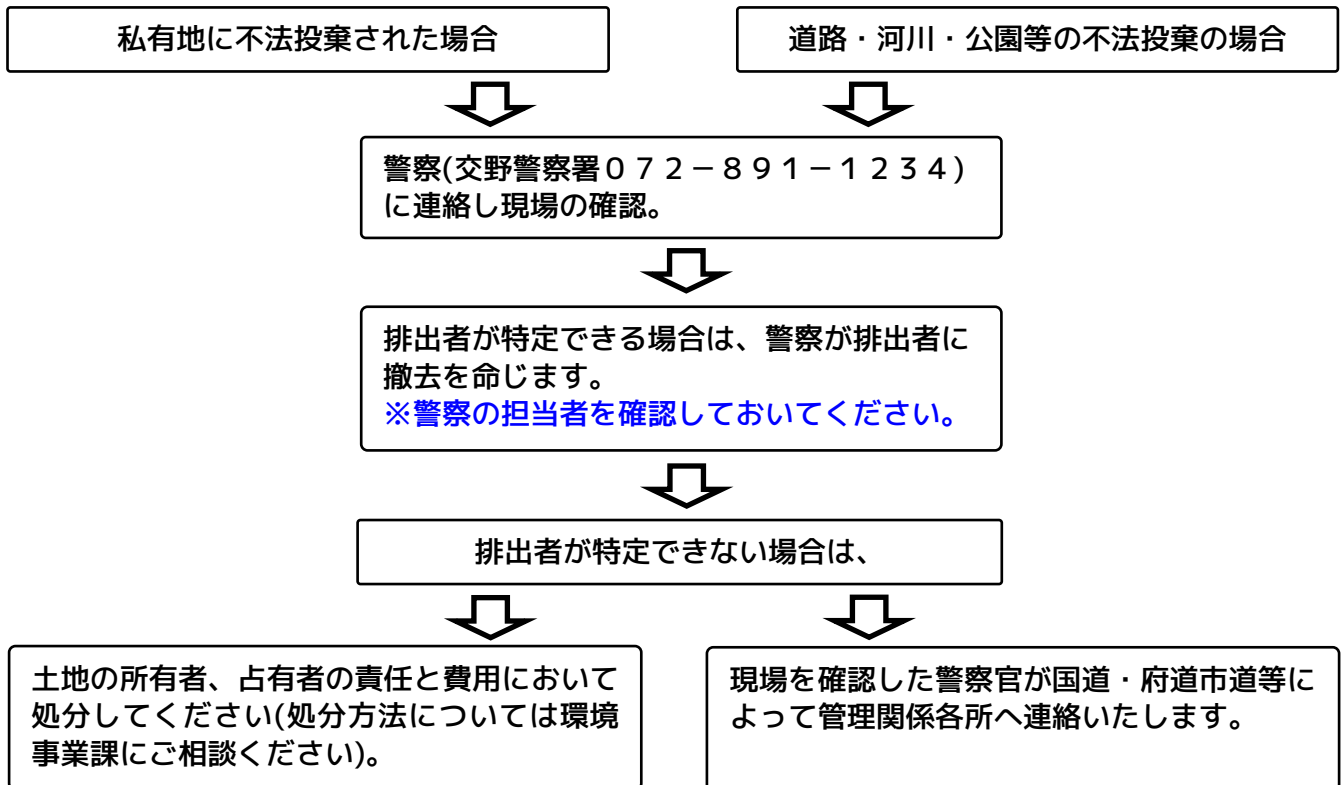 私有地に不法投棄された場合
道路・河川・公園等の不法投棄の場合
警察(交野警察署０７２－８９１－１２３４)
に連絡し現場の確認。
排出者が特定できる場合は、警察が排出者に
撤去を命じます。
※警察の担当者を確認しておいてください。
排出者が特定できない場合は、
土地の所有者、占有者の責任と費用において
処分してください(処分方法については環境
事業課にご相談ください)。
現場を確認した警察官が国道・府道市道等に
よって管理関係各所へ連絡いたします。